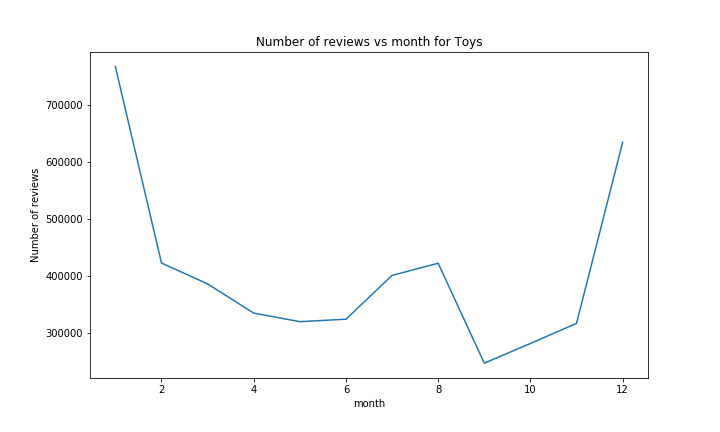 Number of reviews vs month for Toys
Number of reviews
700000
600000
500000
400000
300000
2 4 6 8 10 12
month